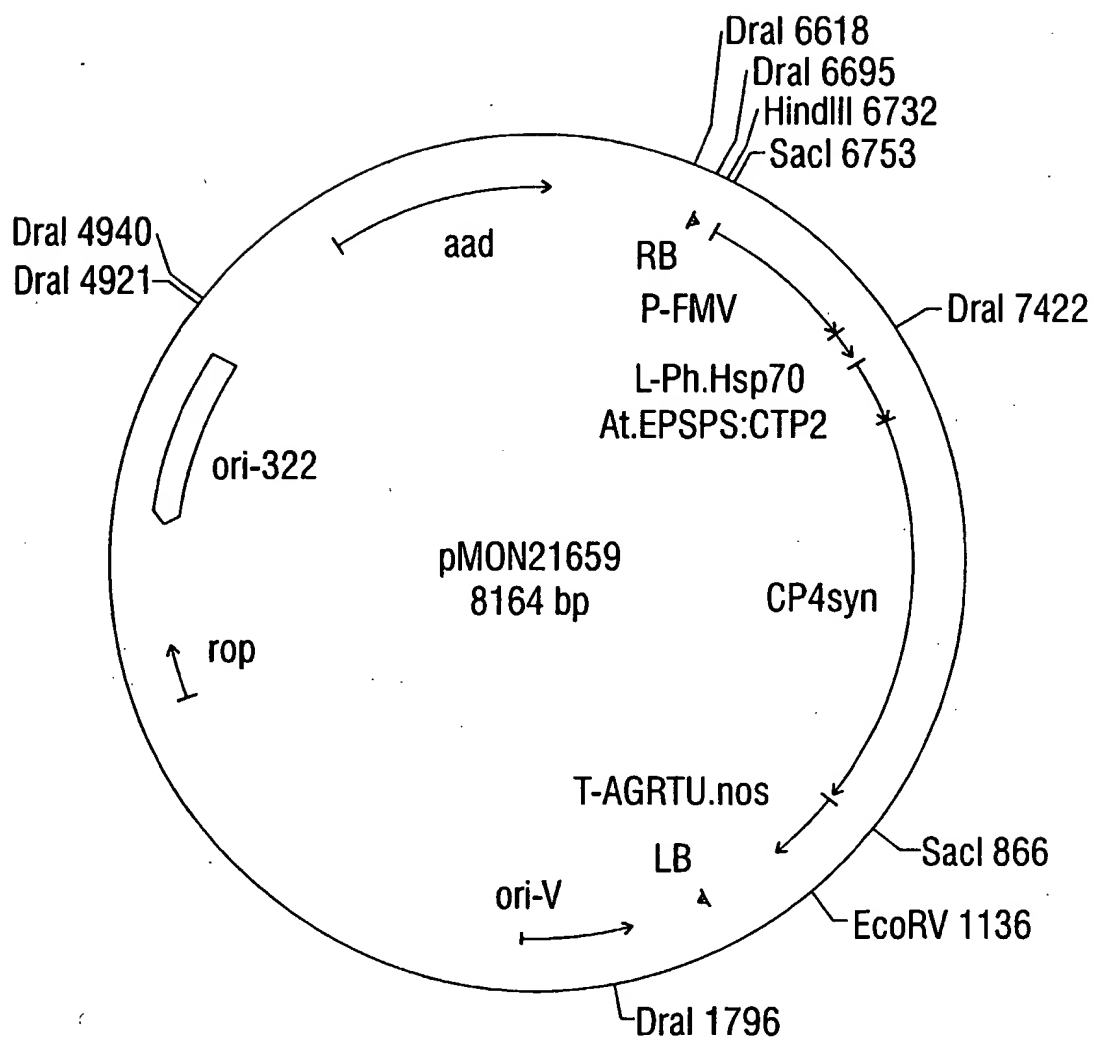 DraI 6618
DraI 6695
HindIII 6732
SacI 6753
DraI 4940
DraI 4921
aad
RB
P-FMV
DraI 7422
L-Ph.Hsp70
At.EPSPS:CTP2
ori-322
pMON21659
8164 bp
CP4syn
rop
T-AGRTU.nos
LB
SacI 866
ori-V
EcoRV 1136
DraI 1796